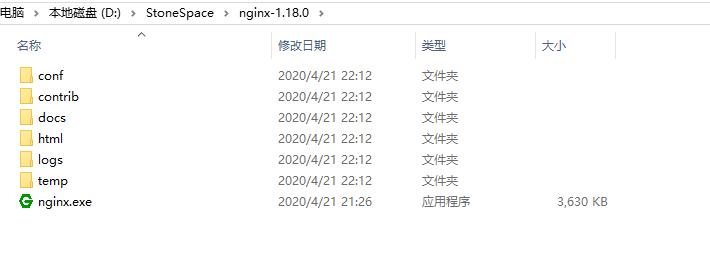 电脑 > 本地磁盘 (D:) > StoneSpace > nginx-1.18.0 >
名称 修改日期 类型 大小
conf 2020/4/21 22:12 文件夹
contrib 2020/4/21 22:12 文件夹
docs 2020/4/21 22:12 文件夹
html 2020/4/21 22:12 文件夹
logs 2020/4/21 22:12 文件夹
temp 2020/4/21 22:12 文件夹
nginx.exe 2020/4/21 21:26 应用程序 3,630 KB